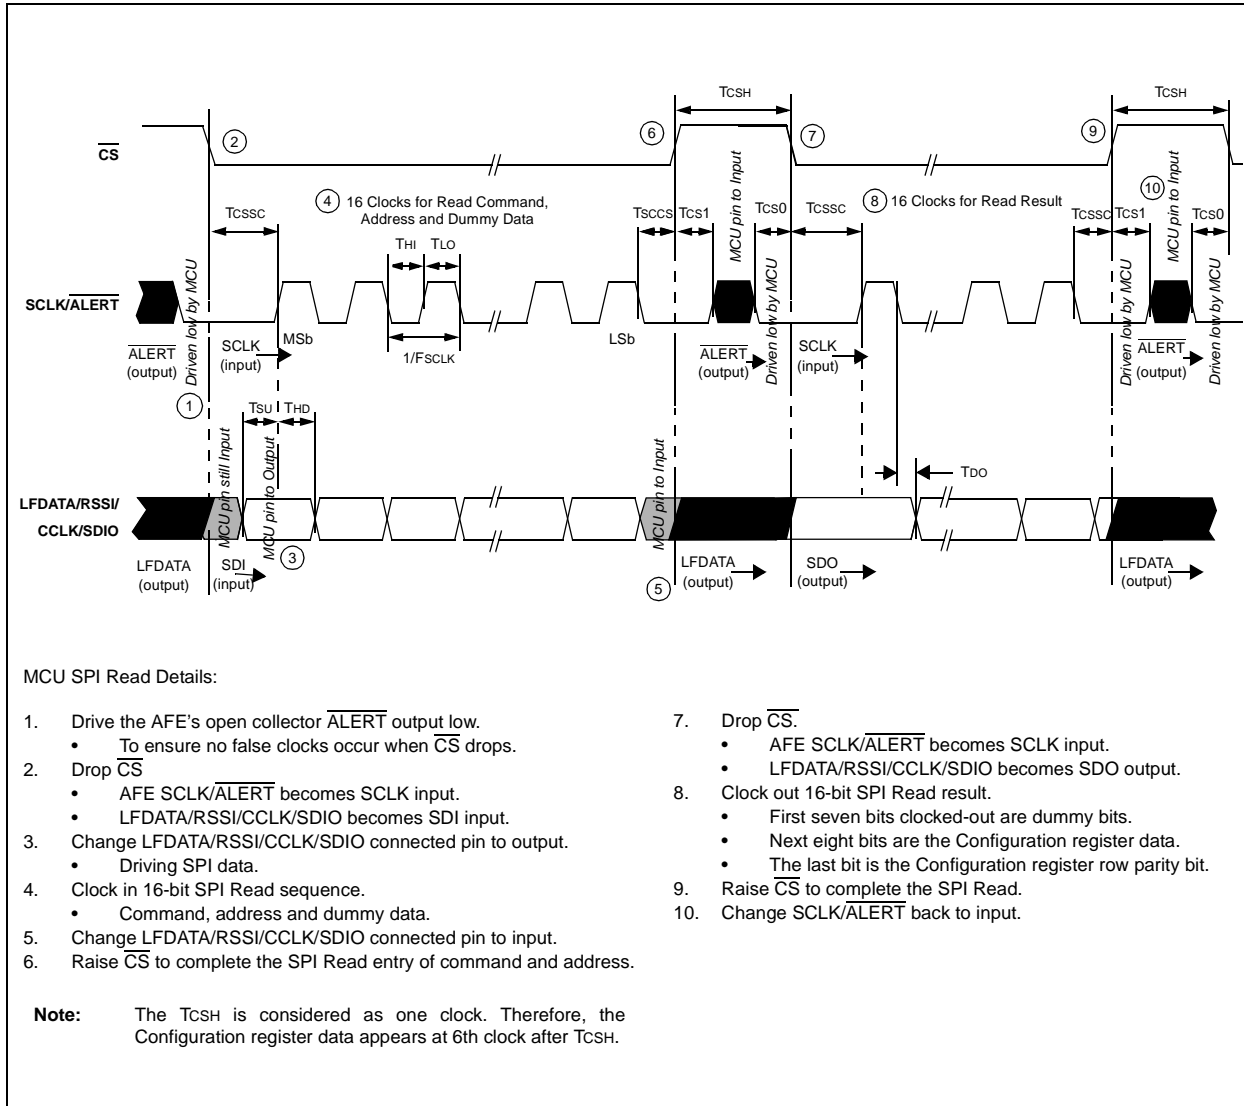 TCSH
TCSH
CS
2
6
7
9
4 16 Clocks for Read Command,
Address and Dummy Data
8 16 Clocks for Read Result
10
MCU pin to Input
MCU pin to Input
TCSSC
THI
TLO
TSCCS
TCS1
TCS0
TCSSC
TCSSC
TCS1
TCS0
SCLK/ALERT
Driven low by MCU
Driven low by MCU
Driven low by MCU
Driven low by MCU
ALERT
(output)
SCLK
(input)
MSb
1/FSCLK
LSb
ALERT
(output)
SCLK
(input)
ALERT
(output)
1
TSU
THD
MCU pin still Input
MCU pin to Output
MCU pin to Input
TDO
LFDATA/RSSI/
CCLK/SDIO
3
LFDATA
(output)
SDI
(input)
5
LFDATA
(output)
SDO
(output)
LFDATA
(output)
MCU SPI Read Details:
1. Drive the AFE's open collector ALERT output low.
• To ensure no false clocks occur when CS drops.
2. Drop CS
• AFE SCLK/ALERT becomes SCLK input.
• LFDATA/RSSI/CCLK/SDIO becomes SDI input.
3. Change LFDATA/RSSI/CCLK/SDIO connected pin to output.
• Driving SPI data.
4. Clock in 16-bit SPI Read sequence.
• Command, address and dummy data.
5. Change LFDATA/RSSI/CCLK/SDIO connected pin to input.
6. Raise CS to complete the SPI Read entry of command and address.
7. Drop CS.
• AFE SCLK/ALERT becomes SCLK input.
• LFDATA/RSSI/CCLK/SDIO becomes SDO output.
8. Clock out 16-bit SPI Read result.
• First seven bits clocked-out are dummy bits.
• Next eight bits are the Configuration register data.
• The last bit is the Configuration register row parity bit.
9. Raise CS to complete the SPI Read.
10. Change SCLK/ALERT back to input.
Note: The TCSH is considered as one clock. Therefore, the
Configuration register data appears at 6th clock after TCSH.